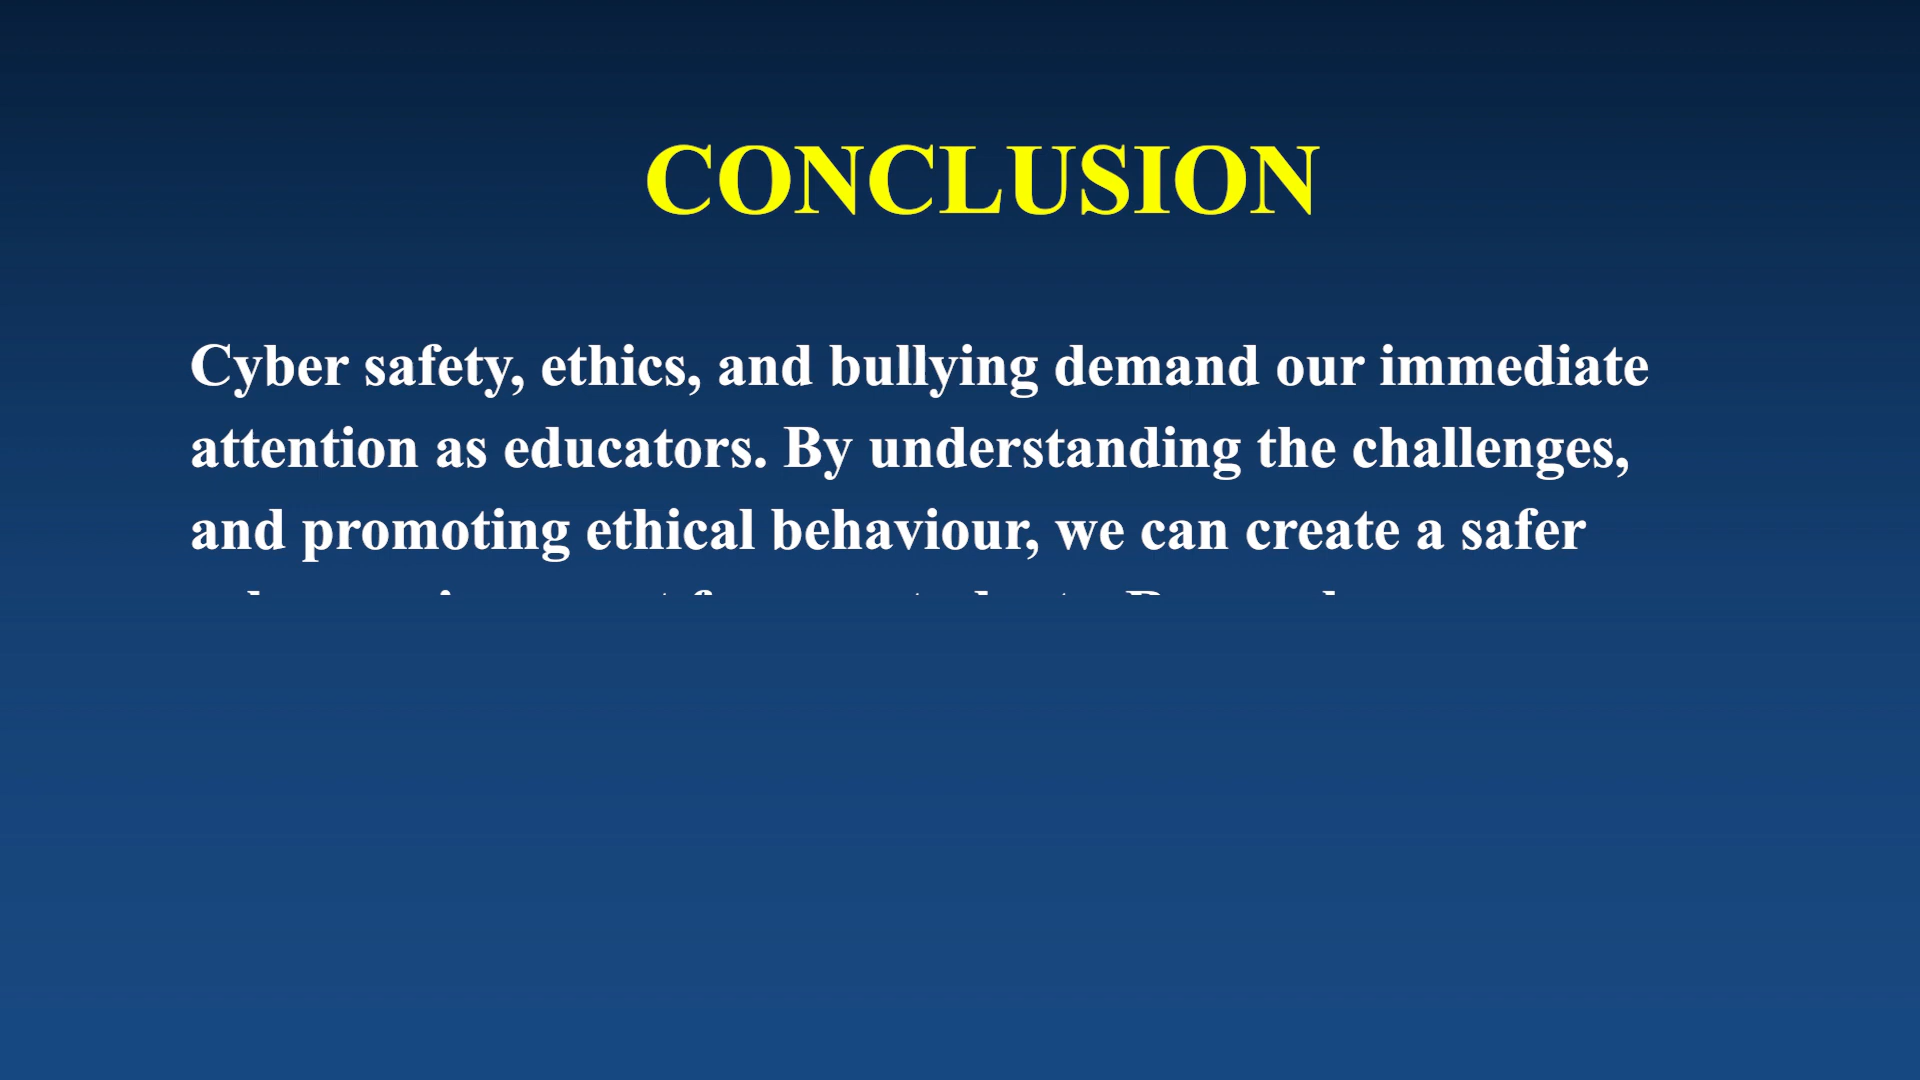 CONCLUSION
Cyber safety, ethics, and bullying demand our immediate
attention as educators. By understanding the challenges,
and promoting ethical behaviour, we can create a safer